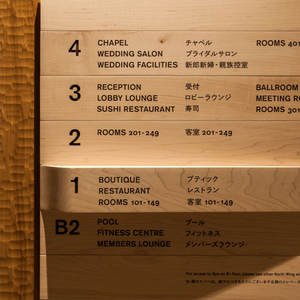 4 CHAPEL チャペル ROOMS 401
WEDDING SALON ブライダルサロン
WEDDING FACILITIES 新郎新婦・親族控室
3 RECEPTION 受付 BALLROOM
LOBBY LOUNGE ロビーラウンジ MEETING RO
SUSHI RESTAURANT 寿司 ROOMS 301
2 ROOMS 201-249 客室 201-249
1 BOUTIQUE ブティック
RESTAURANT レストラン
ROOMS 101-149 客室 101-149
B2 POOL プール
FITNESS CENTRE フィットネス
MEMBERS LOUNGE メンバーズラウンジ